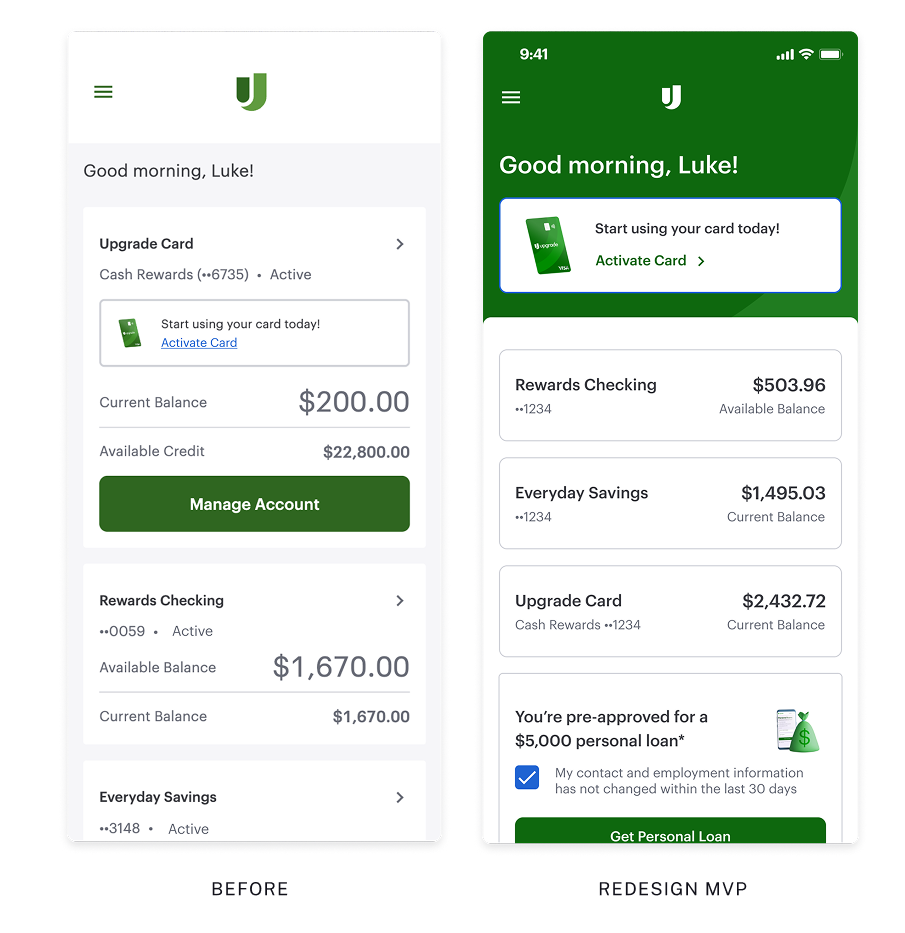 Good morning, Luke!
Upgrade Card
Cash Rewards (••6735) • Active
Start using your card today!
Activate Card
Current Balance $200.00
Available Credit $22,800.00
Manage Account
Rewards Checking
••0059 • Active
Available Balance $1,670.00
Current Balance $1,670.00
Everyday Savings
••3148 • Active
BEFORE
9:41
Good morning, Luke!
upgrade
VISA
Start using your card today!
Activate Card
Rewards Checking $503.96
••1234 Available Balance
Everyday Savings $1,495.03
••1234 Current Balance
Upgrade Card $2,432.72
Cash Rewards ••1234 Current Balance
You’re pre-approved for a
$5,000 personal loan*
$
My contact and employment information
has not changed within the last 30 days
Get Personal Loan
REDESIGN MVP